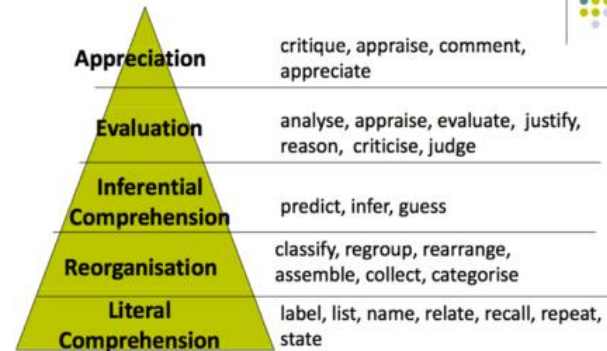 Appreciation
critique, appraise, comment,
appreciate
Evaluation
analyse, appraise, evaluate, justify,
reason, criticise, judge
Inferential
Comprehension
predict, infer, guess
Reorganisation
classify, regroup, rearrange,
assemble, collect, categorise
Literal
Comprehension
label, list, name, relate, recall, repeat,
state